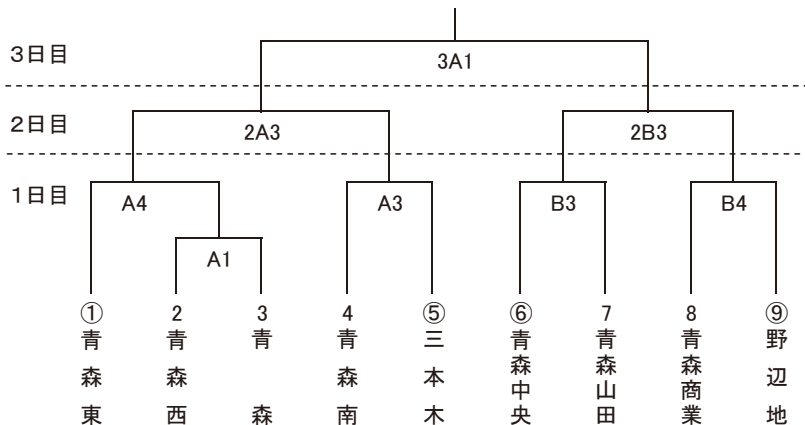 3日目
3A1
2日目
2A3
2B3
1日目
A4
A3
B3
B4
A1
① 2 3 4 ⑤ ⑥ 7 8 ⑨
青森東
青森西
青森
青森南
三本木
青森中央
青森山田
青森商業
野辺地